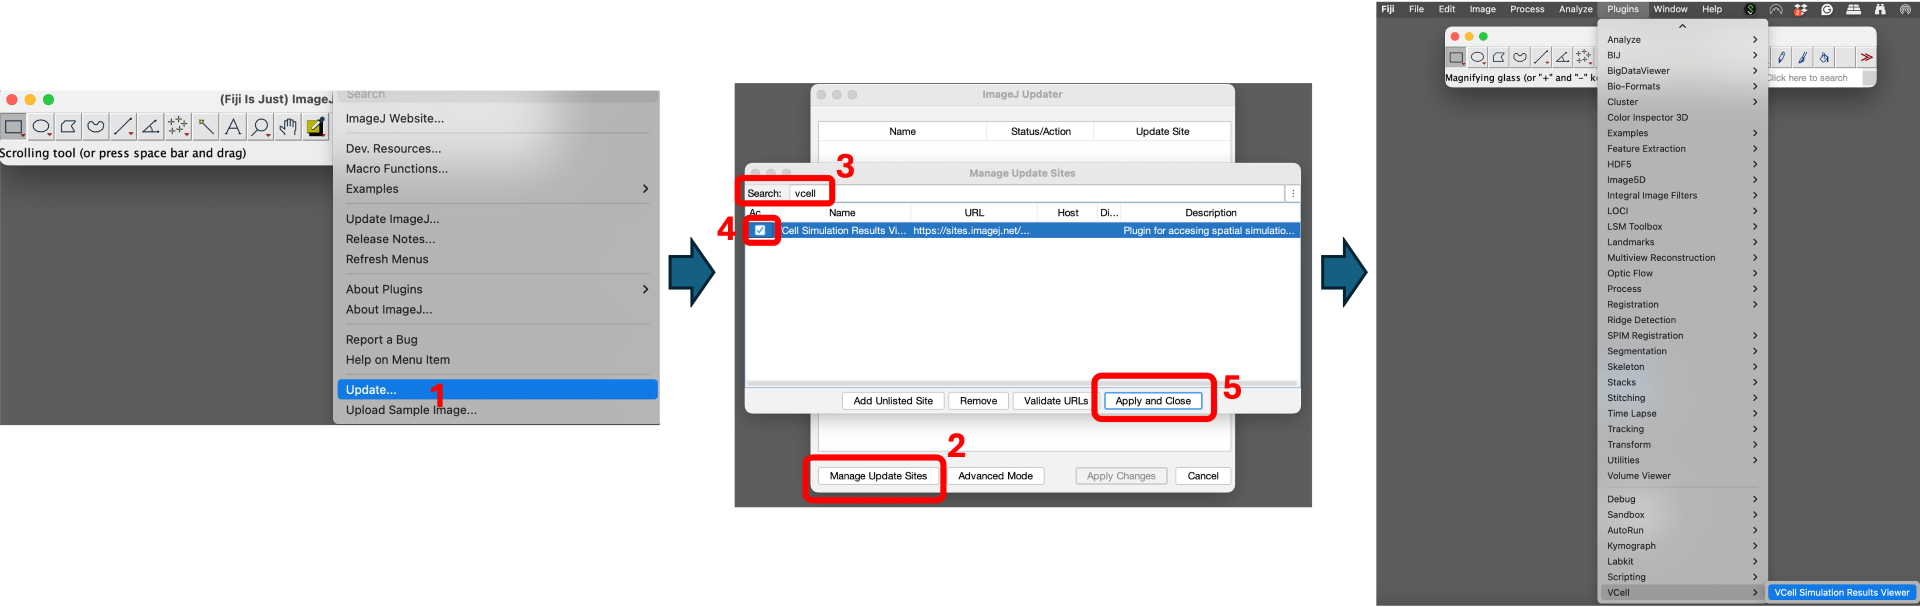 (Fiji Is Just) ImageJ
Scrolling tool (or press space bar and drag)
Search
ImageJ Website...
Dev. Resources...
Macro Functions...
Examples
Update ImageJ...
Release Notes...
Refresh Menus
About Plugins
About ImageJ...
Report a Bug
Help on Menu Item
Update...
1
Upload Sample Image...
ImageJ Updater
Name Status/Action Update Site
3
Manage Update Sites
Search: vcell
Ac... Name URL Host Di... Description
4
Cell Simulation Results Vi... https://sites.imagej.net/... Plugin for accesing spatial simulatio...
5
Add Unlisted Site Remove Validate URLs Apply and Close
2
Manage Update Sites Advanced Mode Apply Changes Cancel
Fiji File Edit Image Process Analyze Plugins Window Help
Magnifying glass (or "+" and "-" ke
Click here to search
Analyze
BIJ
BigDataViewer
Bio-Formats
Cluster
Color Inspector 3D
Examples
Feature Extraction
HDF5
Image5D
Integral Image Filters
LOCI
LSM Toolbox
Landmarks
Multiview Reconstruction
Optic Flow
Process
Registration
Ridge Detection
SPIM Registration
Segmentation
Skeleton
Stacks
Stitching
Time Lapse
Tracking
Transform
Utilities
Volume Viewer
Debug
Sandbox
AutoRun
Kymograph
Labkit
Scripting
VCell
VCell Simulation Results Viewer